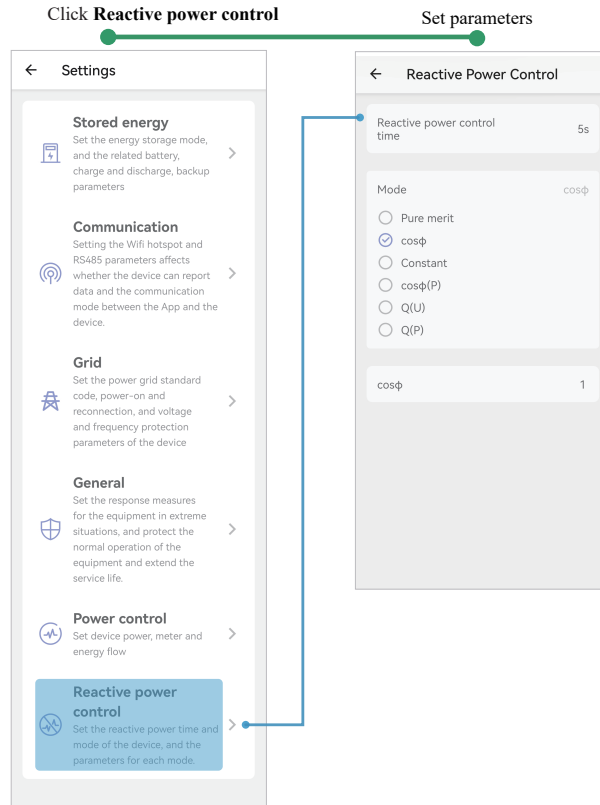 Click Reactive power control
Set parameters
Settings
Stored energy
Set the energy storage mode,
and the related battery,
charge and discharge, backup
parameters
Communication
Setting the Wifi hotspot and
RS485 parameters affects
whether the device can report
data and the communication
mode between the App and the
device.
Grid
Set the power grid standard
code, power-on and
reconnection, and voltage
and frequency protection
parameters of the device
General
Set the response measures
for the equipment in extreme
situations, and protect the
normal operation of the
equipment and extend the
service life.
Power control
Set device power, meter and
energy flow
Reactive power
control
Set the reactive power time and
mode of the device, and the
parameters for each mode.
Reactive Power Control
Reactive power control
time 5s
Mode cosφ
Pure merit
cosφ
Constant
cosφ(P)
Q(U)
Q(P)
cosφ 1